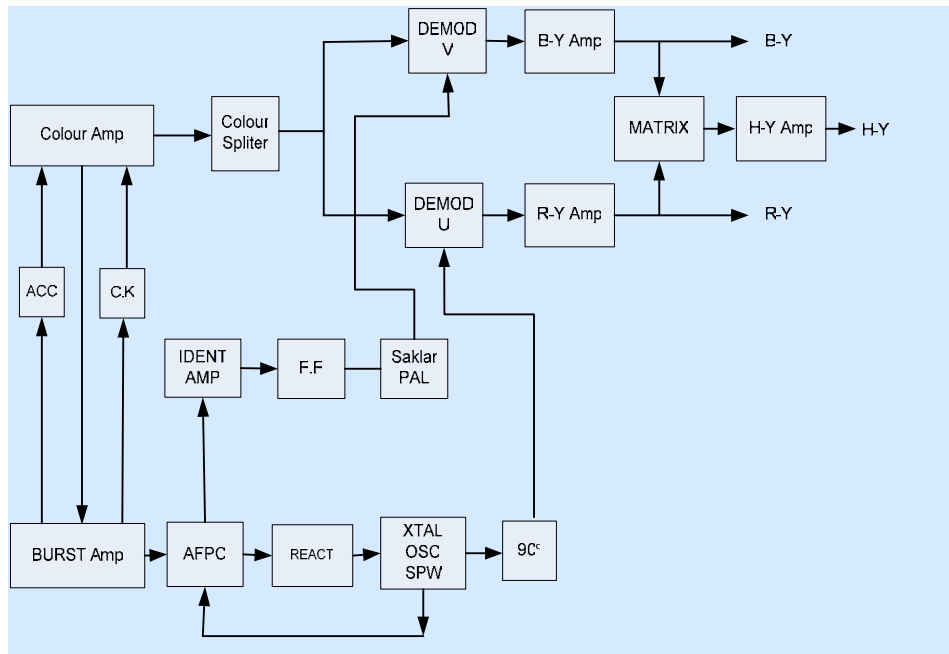 DEMOD
V
B-Y Amp
B-Y
Colour Amp
Colour
Spliter
MATRIX
H-Y Amp
H-Y
DEMOD
U
R-Y Amp
R-Y
ACC
C.K
IDENT
AMP
F.F
Saklar
PAL
BURST Amp
AFPC
REACT
XTAL
OSC
SPW
90°